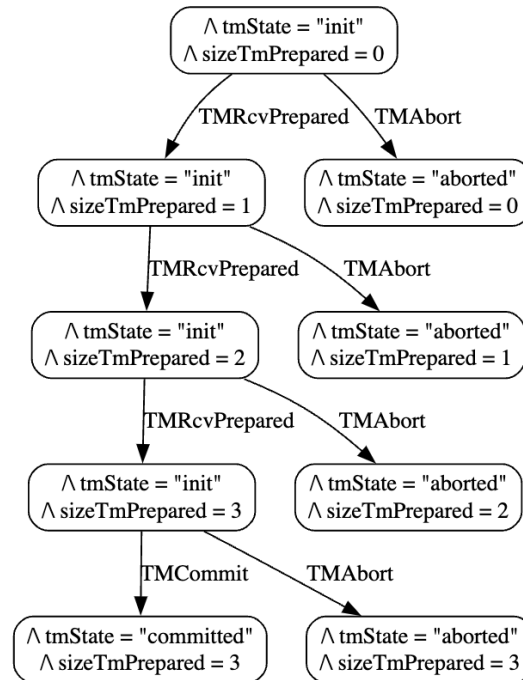 /\ tmState = "init"
/\ sizeTmPrepared = 0
TMRcvPrepared
TMAbort
/\ tmState = "init"
/\ sizeTmPrepared = 1
/\ tmState = "aborted"
/\ sizeTmPrepared = 0
TMRcvPrepared
TMAbort
/\ tmState = "init"
/\ sizeTmPrepared = 2
/\ tmState = "aborted"
/\ sizeTmPrepared = 1
TMRcvPrepared
TMAbort
/\ tmState = "init"
/\ sizeTmPrepared = 3
/\ tmState = "aborted"
/\ sizeTmPrepared = 2
TMCommit
TMAbort
/\ tmState = "committed"
/\ sizeTmPrepared = 3
/\ tmState = "aborted"
/\ sizeTmPrepared = 3